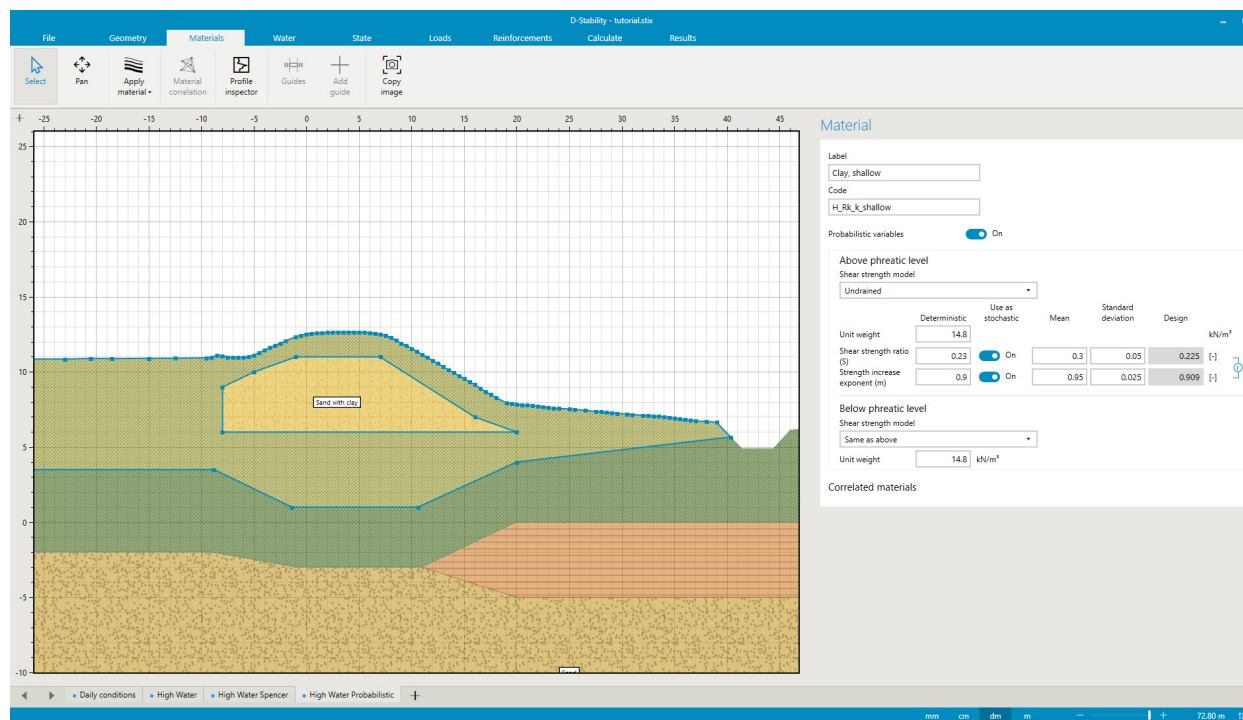 D-Stability - tutorial.stix
File Geometry Materials Water State Loads Reinforcements Calculate Results
Select Pan Apply material Material correlation Profile inspector Guides Add guide Copy image
-25 -20 -15 -10 -5 0 5 10 15 20 25 30 35 40 45
25
20
15
10
5
0
-5
-10
Sand with clay
Material
Label
Clay, shallow
Code
H_Rk_k_shallow
Probabilistic variables On
Above phreatic level
Shear strength model
Undrained
Deterministic Use as stochastic Mean Standard deviation Design
Unit weight 14.8 kN/m³
Shear strength ratio (S) 0.23 On 0.3 0.05 0.225 [-]
Strength increase exponent (m) 0.9 On 0.95 0.025 0.909 [-]
Below phreatic level
Shear strength model
Same as above
Unit weight 14.8 kN/m³
Correlated materials
Daily conditions High Water High Water Spencer High Water Probabilistic
mm cm dm m 72.80 m